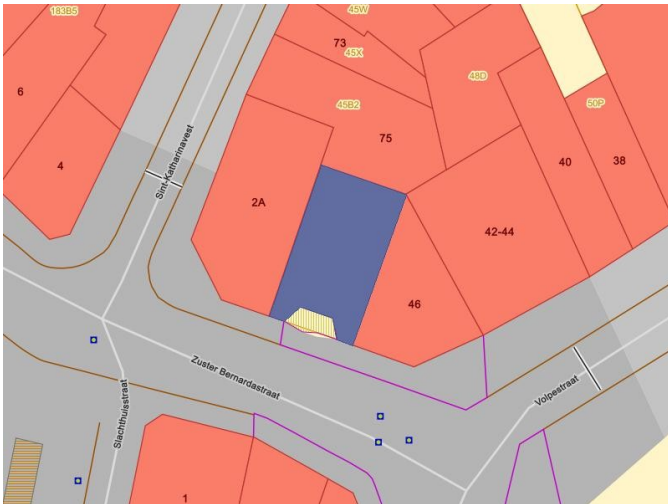 183B5
45W
73
45X
6
48D
45B2
50P
75
4
40
38
Sint-Katharinavest
2A
42-44
46
Zuster Bernardastraat
Volpestraat
Slachthuisstraat
1